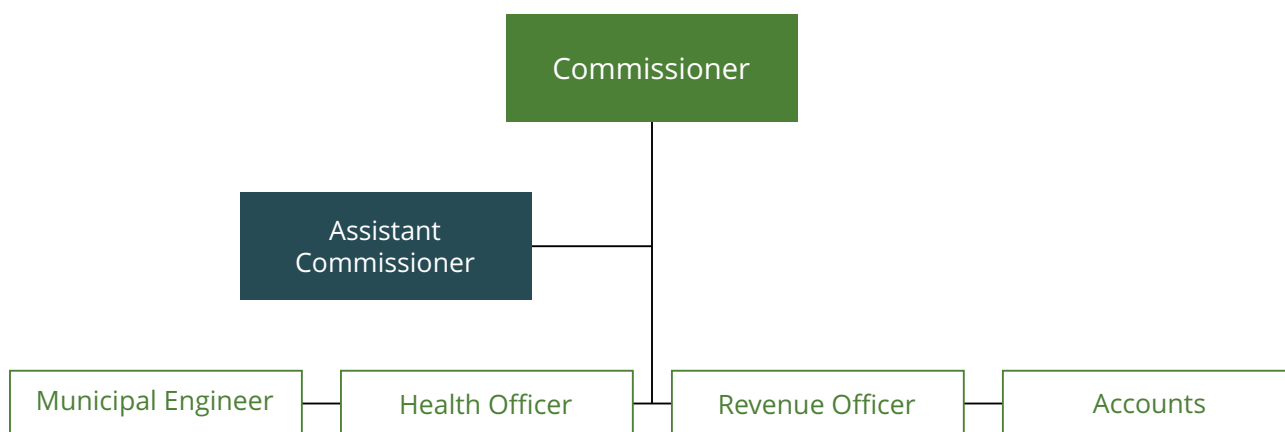 Commissioner
Assistant
Commissioner
Municipal Engineer
Health Officer
Revenue Officer
Accounts